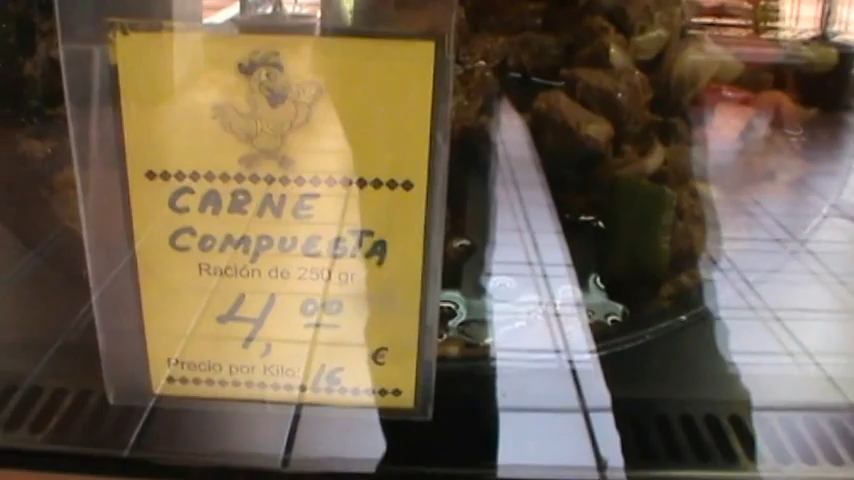 CARNE
COMPUESTA
Ración de 250 gr
4,00
€
Precio por Kilo: 16